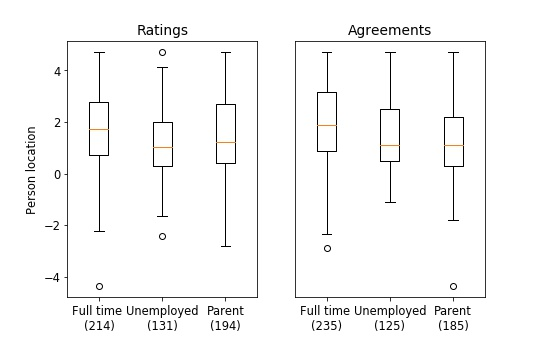 Ratings
Agreements
Person location
4
2
0
−2
−4
Full time Unemployed Parent
(214) (131) (194)
Full time Unemployed Parent
(235) (125) (185)